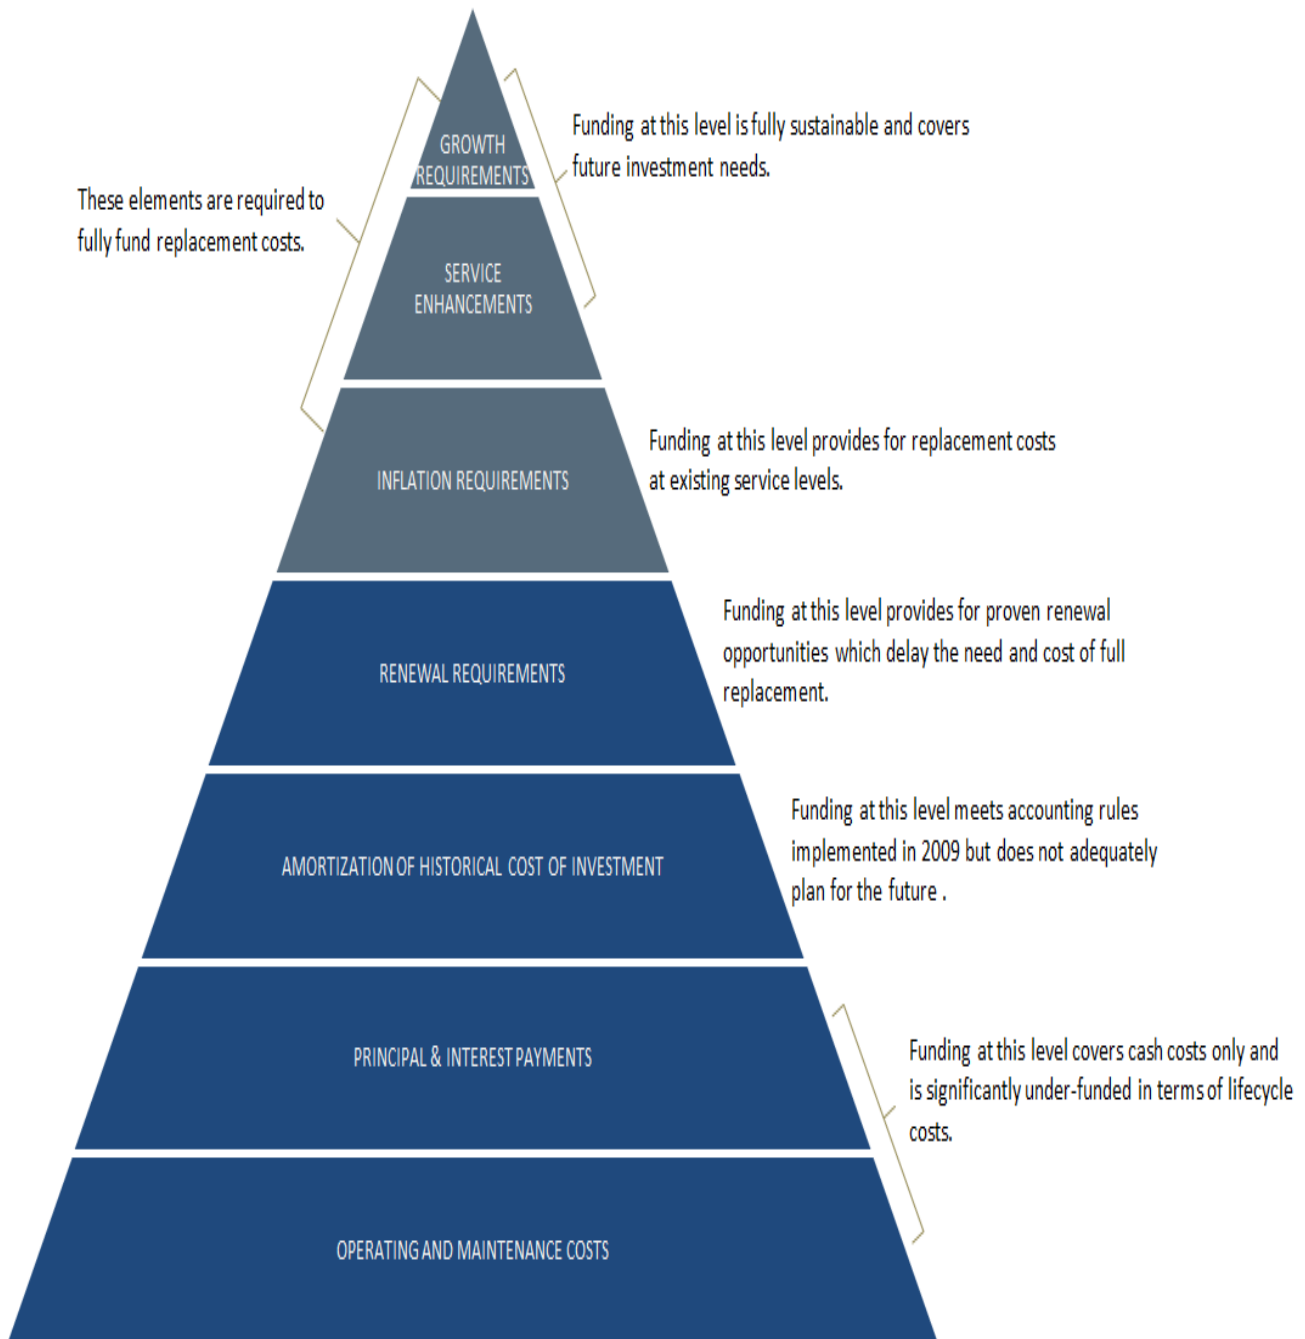 GROWTH
REQUIREMENTS
Funding at this level is fully sustainable and covers
future investment needs.
These elements are required to
fully fund replacement costs.
SERVICE
ENHANCEMENTS
INFLATION REQUIREMENTS
Funding at this level provides for replacement costs
at existing service levels.
RENEWAL REQUIREMENTS
Funding at this level provides for proven renewal
opportunities which delay the need and cost of full
replacement.
AMORTIZATION OF HISTORICAL COST OF INVESTMENT
Funding at this level meets accounting rules
implemented in 2009 but does not adequately
plan for the future .
PRINCIPAL & INTEREST PAYMENTS
Funding at this level covers cash costs only and
is significantly under-funded in terms of lifecycle
costs.
OPERATING AND MAINTENANCE COSTS